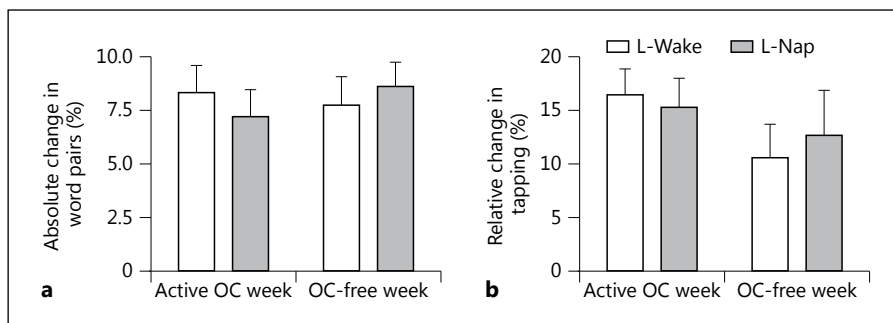 Absolute change in
word pairs (%)
10.0
7.5
5.0
2.5
0
a
Active OC week
OC-free week
L-Wake
L-Nap
Relative change in
tapping (%)
20
15
10
5
0
b
Active OC week
OC-free week